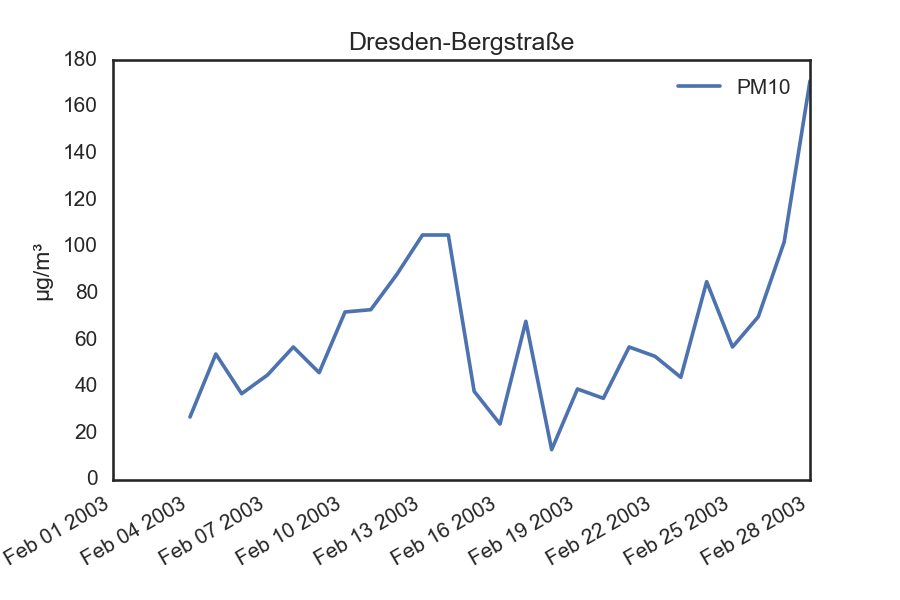 Dresden-Bergstraße
180
160
140
120
100
80
60
40
20
0
µg/m³
PM10
Feb 01 2003
Feb 04 2003
Feb 07 2003
Feb 10 2003
Feb 13 2003
Feb 16 2003
Feb 19 2003
Feb 22 2003
Feb 25 2003
Feb 28 2003